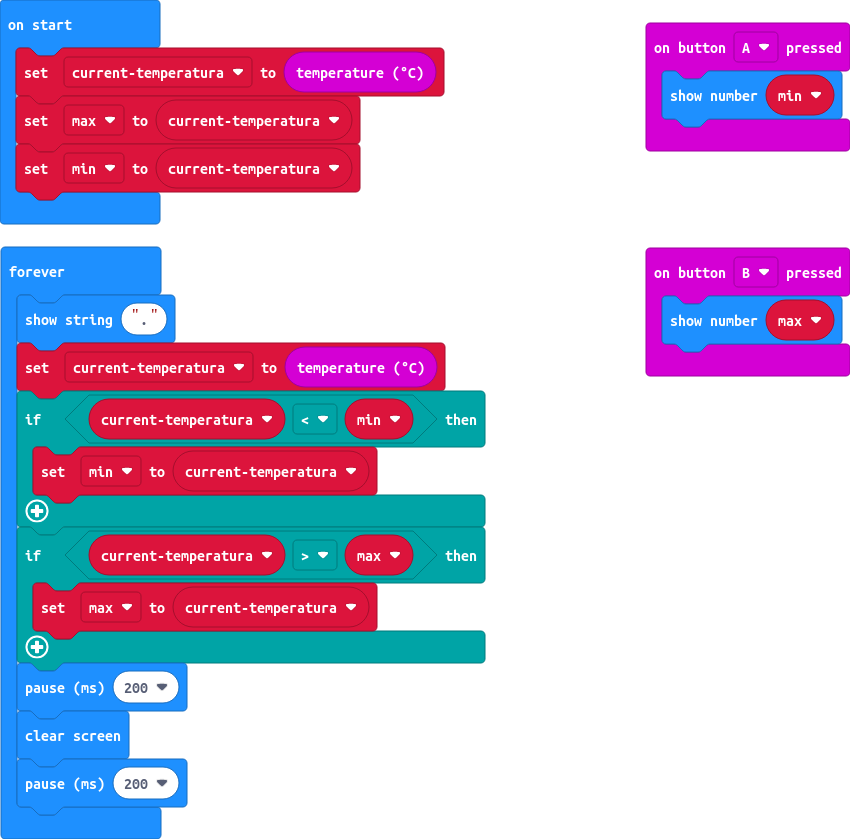 on start
set current-temperatura to temperature (°C)
set max to current-temperatura
set min to current-temperatura
forever
show string "."
set current-temperatura to temperature (°C)
if current-temperatura < min then
set min to current-temperatura
if current-temperatura > max then
set max to current-temperatura
pause (ms) 200
clear screen
pause (ms) 200
on button A pressed
show number min
on button B pressed
show number max